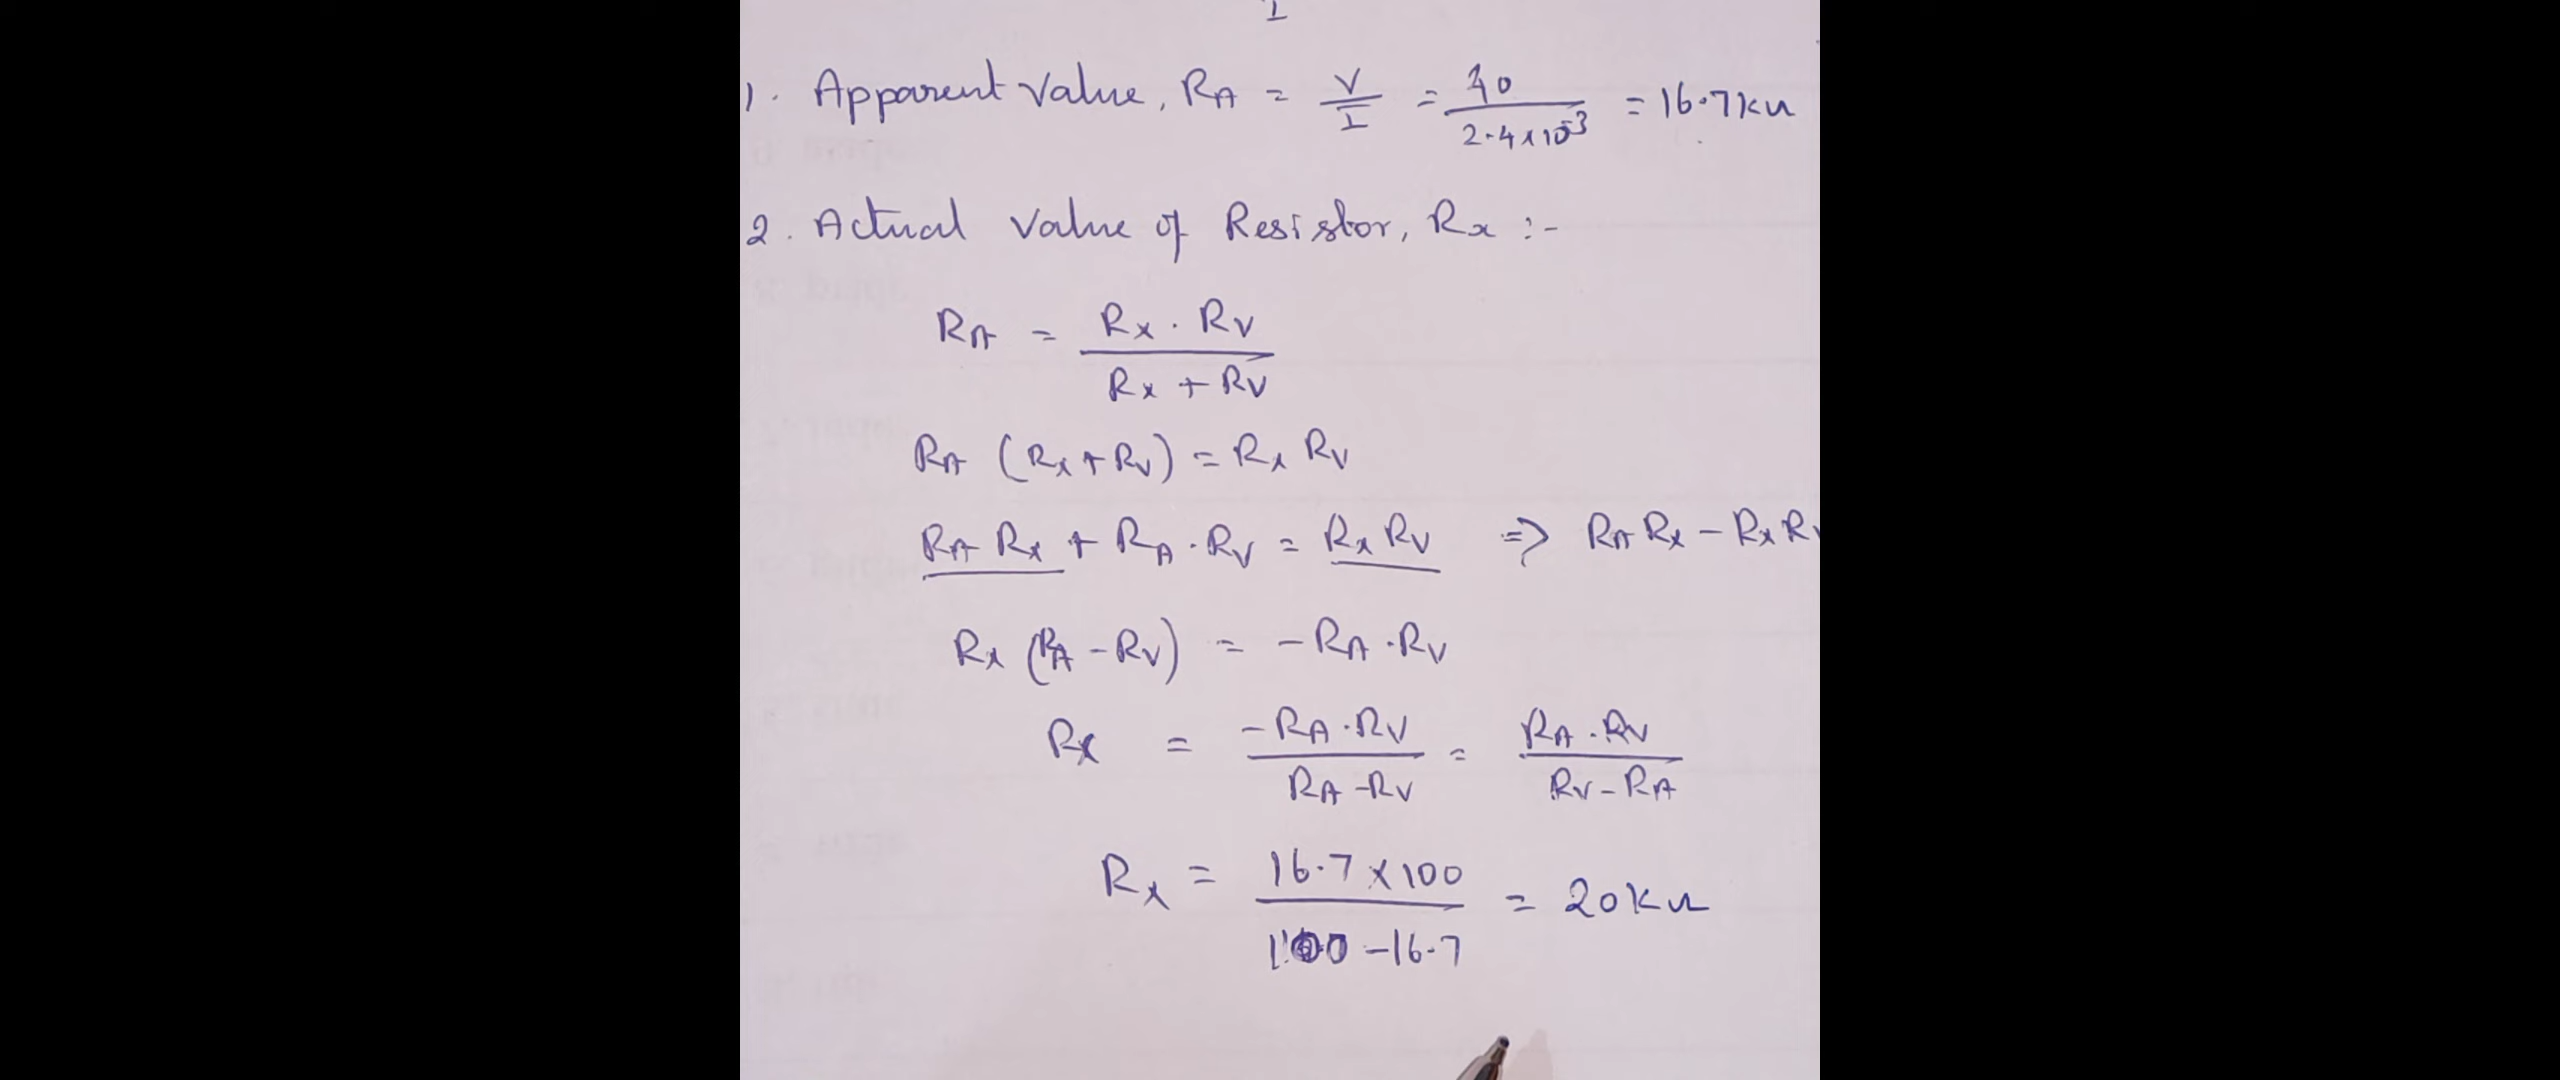 I
1. Apparent Value, RA = V/I = 40/2.4x10^-3 = 16.7kΩ
2. Actual Value of Resistor, Rx :-
RA = Rx . RV / Rx + RV
RA (Rx + RV) = Rx RV
RA Rx + RA . RV = Rx RV => RA Rx - Rx RV
Rx (RA - RV) = - RA . RV
Rx = -RA . RV / RA - RV = RA . RV / RV - RA
Rx = 16.7 x 100 / 100 - 16.7 = 20KΩ